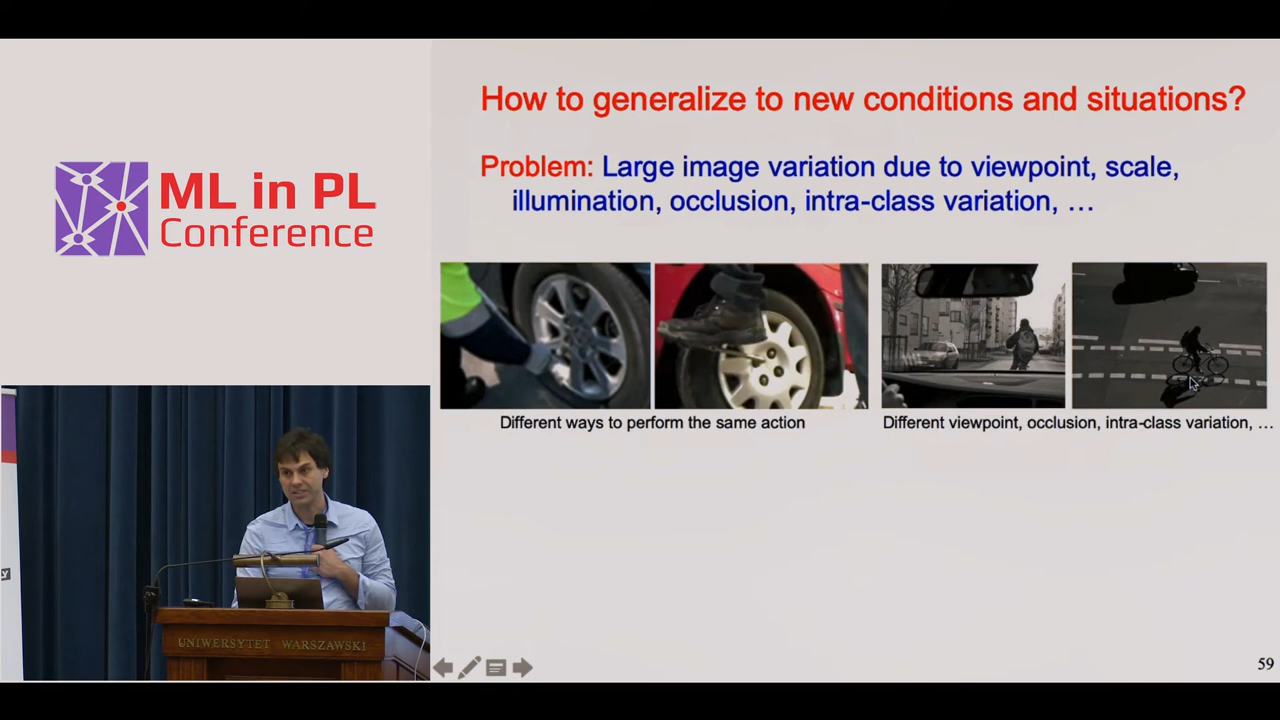 ML in PL
Conference
How to generalize to new conditions and situations?
Problem: Large image variation due to viewpoint, scale,
illumination, occlusion, intra-class variation, …
Different ways to perform the same action
Different viewpoint, occlusion, intra-class variation, …
UNIWERSYTET WARSZAWSKI
59